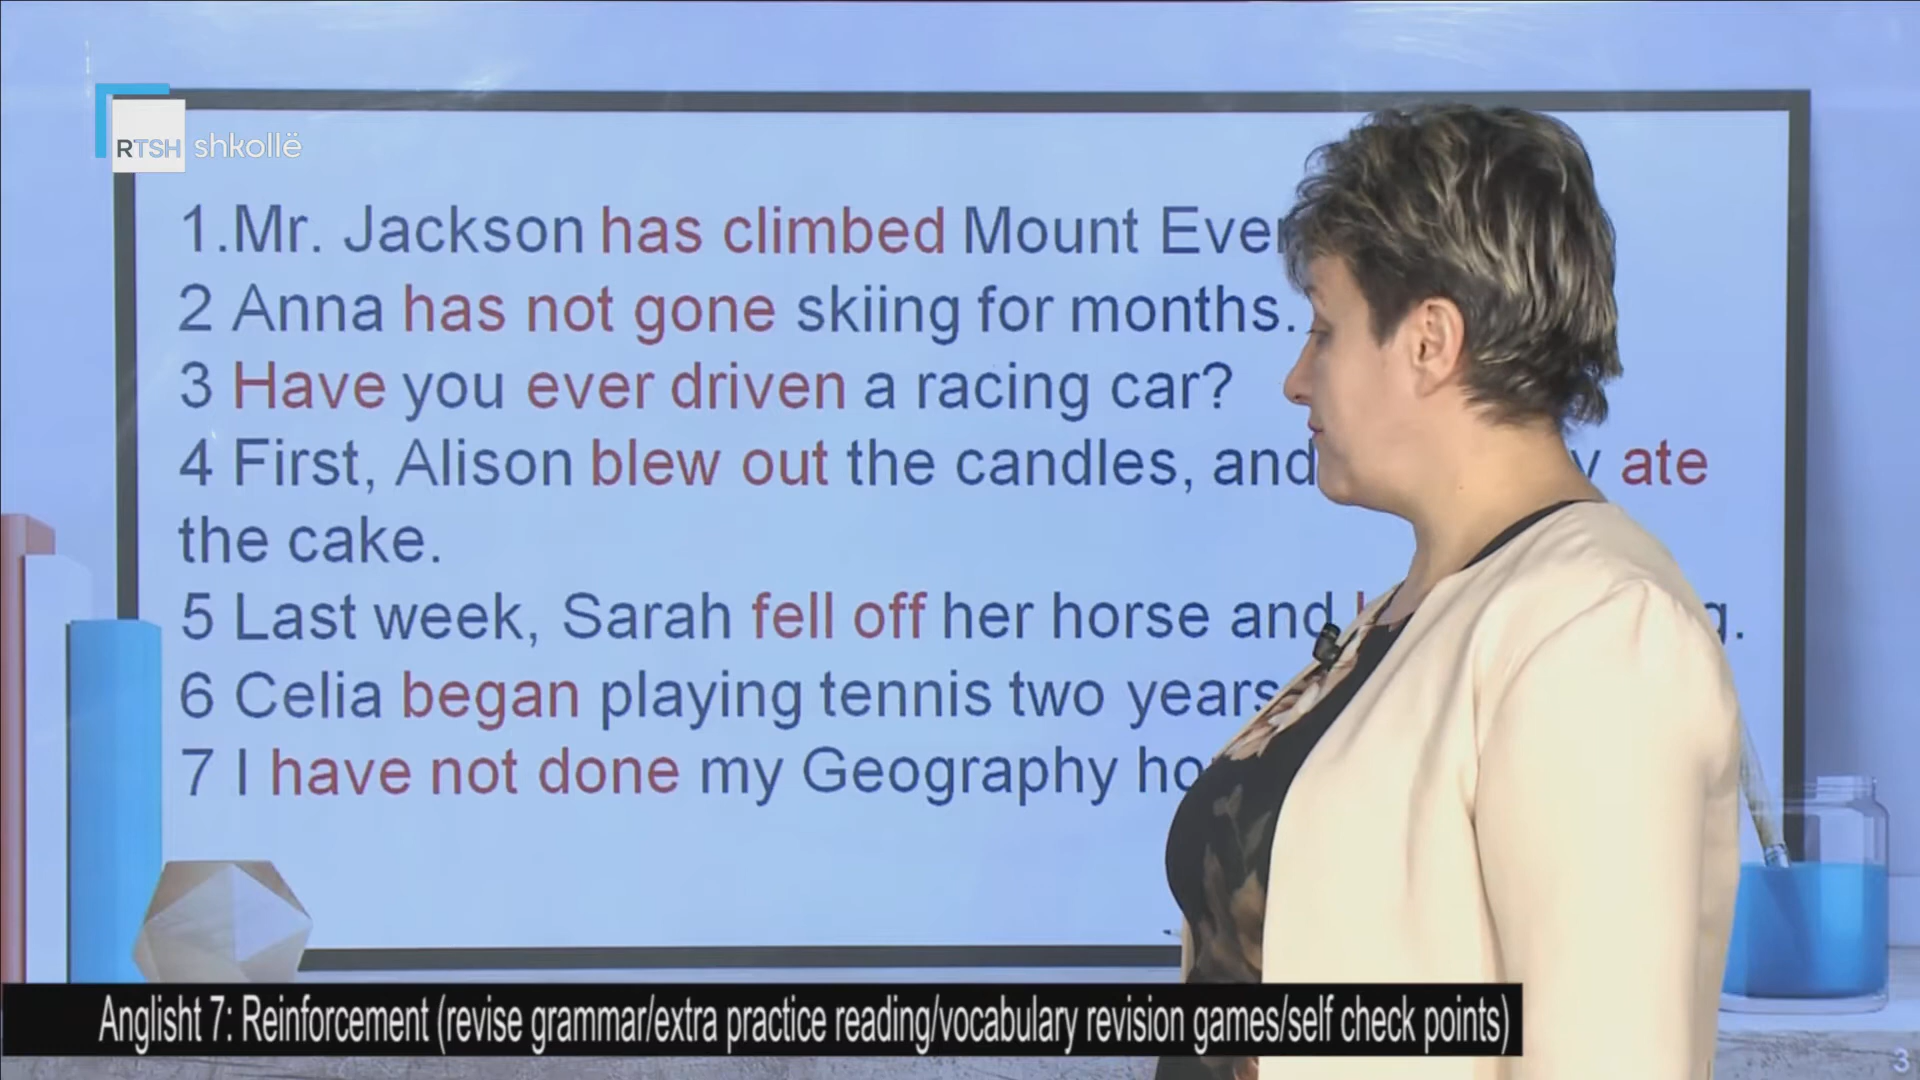 RTSH shkollë
1.Mr. Jackson has climbed Mount
2 Anna has not gone skiing for months.
3 Have you ever driven a racing car?
4 First, Alison blew out the candles, and ate
the cake.
5 Last week, Sarah fell off her horse and
6 Celia began playing tennis two years
7 I have not done my Geography
Anglisht 7: Reinforcement (revise grammar/extra practice reading/vocabulary revision games/self check points)
3